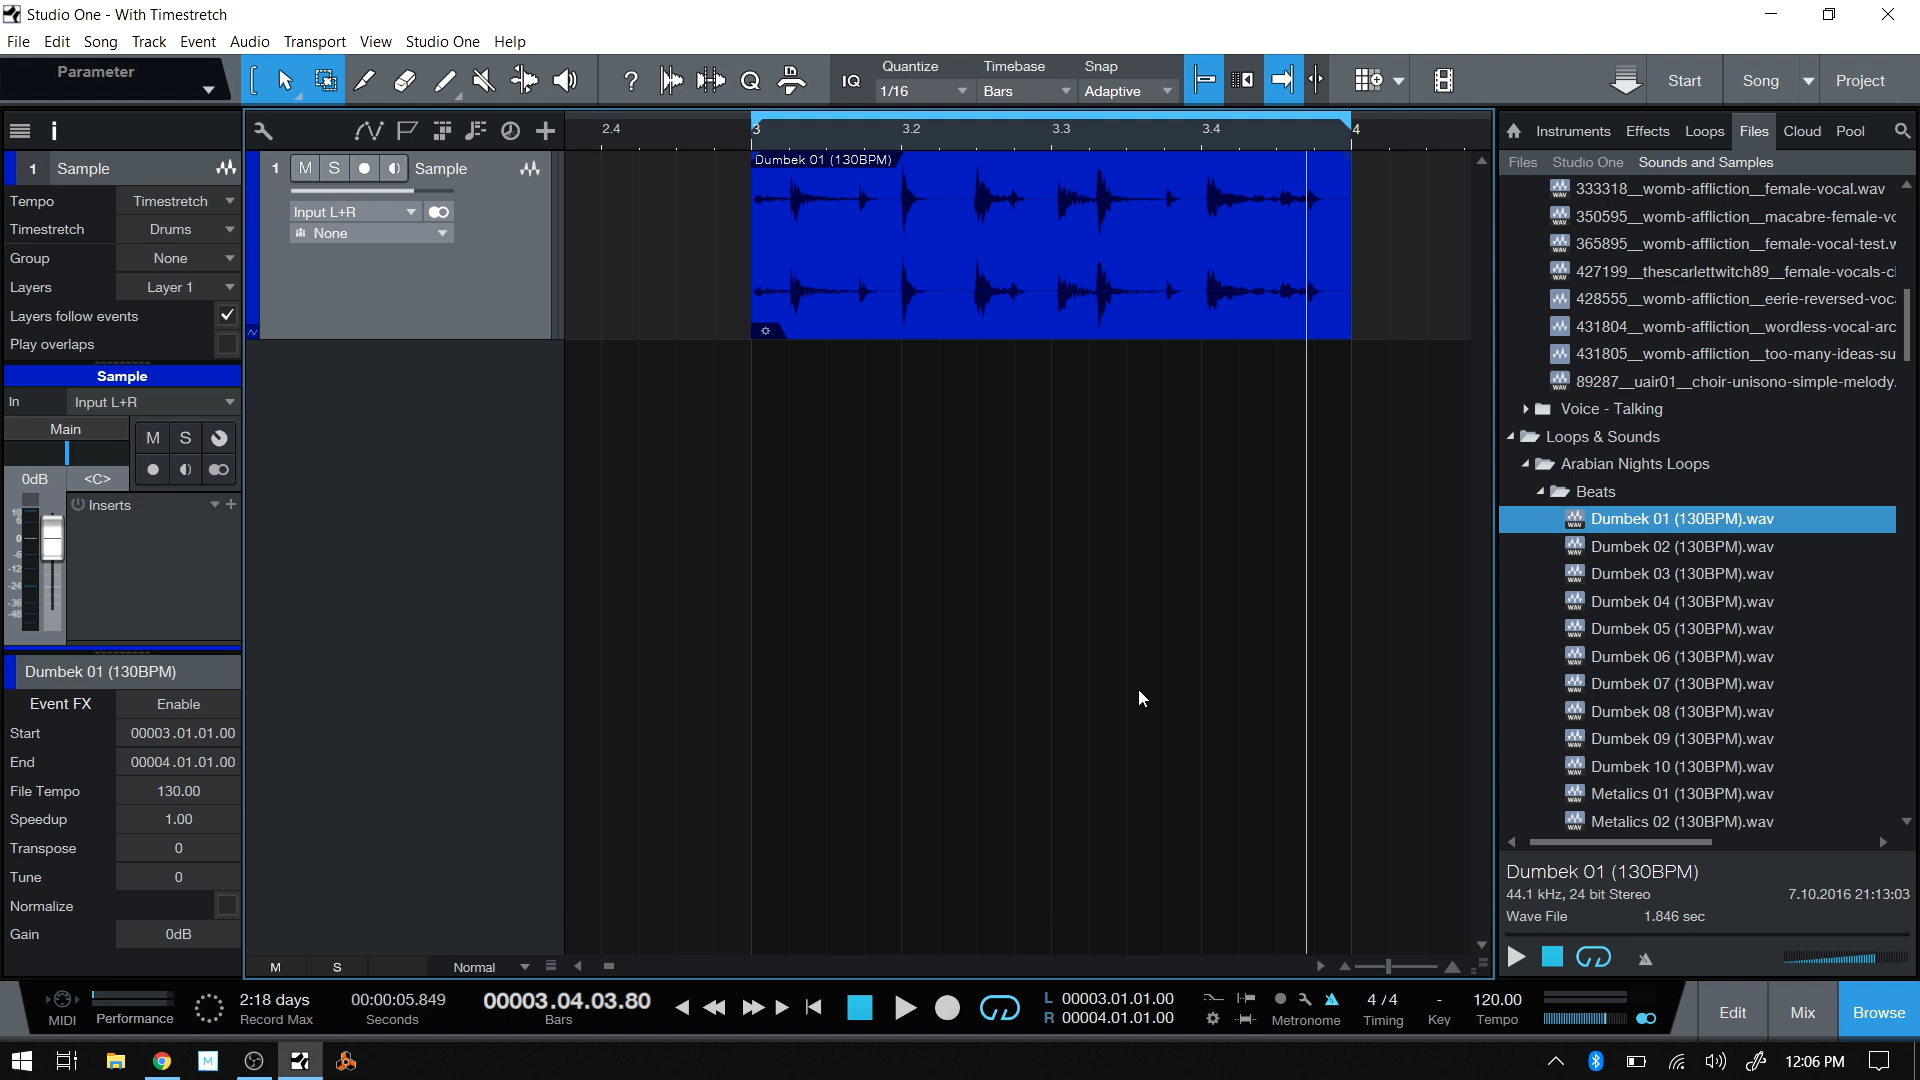 Studio One - With Timestretch
File Edit Song Track Event Audio Transport View Studio One Help
Parameter
IQ
Quantize
1/16
Timebase
Bars
Snap
Adaptive
Start
Song
Project
1 Sample
Tempo Timestretch
Timestretch Drums
Group None
Layers Layer 1
Layers follow events
Play overlaps
Sample
In Input L+R
Main
M S
0dB <C>
Inserts
10
6
0
-6
-12
-24
-36
-48
Dumbek 01 (130BPM)
Event FX Enable
Start 00003.01.01.00
End 00004.01.01.00
File Tempo 130.00
Speedup 1.00
Transpose 0
Tune 0
Normalize
Gain 0dB
1 M S Sample
Input L+R
None
M S Normal
2.4 3 3.2 3.3 3.4 4
Dumbek 01 (130BPM)
Instruments Effects Loops Files Cloud Pool
Files Studio One Sounds and Samples
333318__womb-affliction__female-vocal.wav
350595__womb-affliction__macabre-female-vc
365895__womb-affliction__female-vocal-test.w
427199__thescarlettwitch89__female-vocals-cl
428555__womb-affliction__eerie-reversed-voc
431804__womb-affliction__wordless-vocal-arc
431805__womb-affliction__too-many-ideas-su
89287__uair01__choir-unisono-simple-melody.
Voice - Talking
Loops & Sounds
Arabian Nights Loops
Beats
Dumbek 01 (130BPM).wav
Dumbek 02 (130BPM).wav
Dumbek 03 (130BPM).wav
Dumbek 04 (130BPM).wav
Dumbek 05 (130BPM).wav
Dumbek 06 (130BPM).wav
Dumbek 07 (130BPM).wav
Dumbek 08 (130BPM).wav
Dumbek 09 (130BPM).wav
Dumbek 10 (130BPM).wav
Metalics 01 (130BPM).wav
Metalics 02 (130BPM).wav
Dumbek 01 (130BPM)
44.1 kHz, 24 bit Stereo 7.10.2016 21:13:03
Wave File 1.846 sec
MIDI
Performance
2:18 days
Record Max
00:00:05.849
Seconds
00003.04.03.80
Bars
L 00003.01.01.00
R 00004.01.01.00
Metronome
4 / 4
Timing
-
Key
120.00
Tempo
Edit
Mix
Browse
12:06 PM